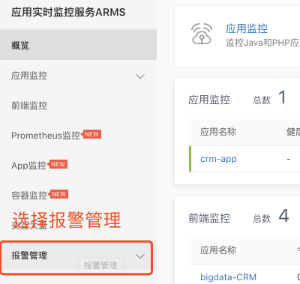 应用实时监控服务ARMS
概览
应用监控
前端监控
Prometheus监控 NEW
App监控 NEW
容器监控 NEW
选择报警管理
报警管理
报警管理
应用监控
监控Java和PHP应
应用监控 总数 1
应用名称 健
crm-app -
前端监控 总数 4
应用名称
bigdata-CRM